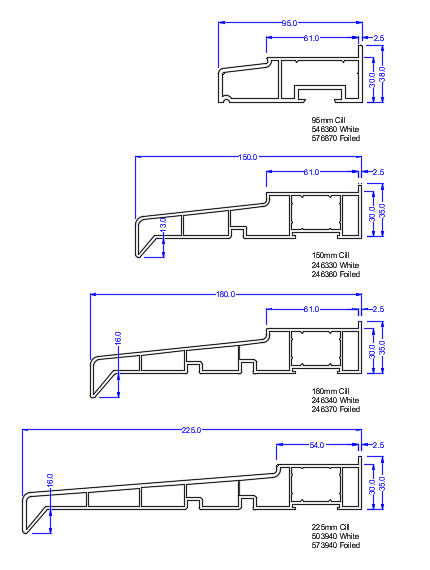 95.0
61.0
2.5
30.0
38.0
95mm Cill
546360 White
576870 Foiled
150.0
61.0
2.5
13.0
30.0
35.0
150mm Cill
246330 White
246360 Foiled
180.0
61.0
2.5
16.0
30.0
35.0
180mm Cill
246340 White
246370 Foiled
225.0
54.0
2.5
16.0
30.0
35.0
225mm Cill
503940 White
573940 Foiled